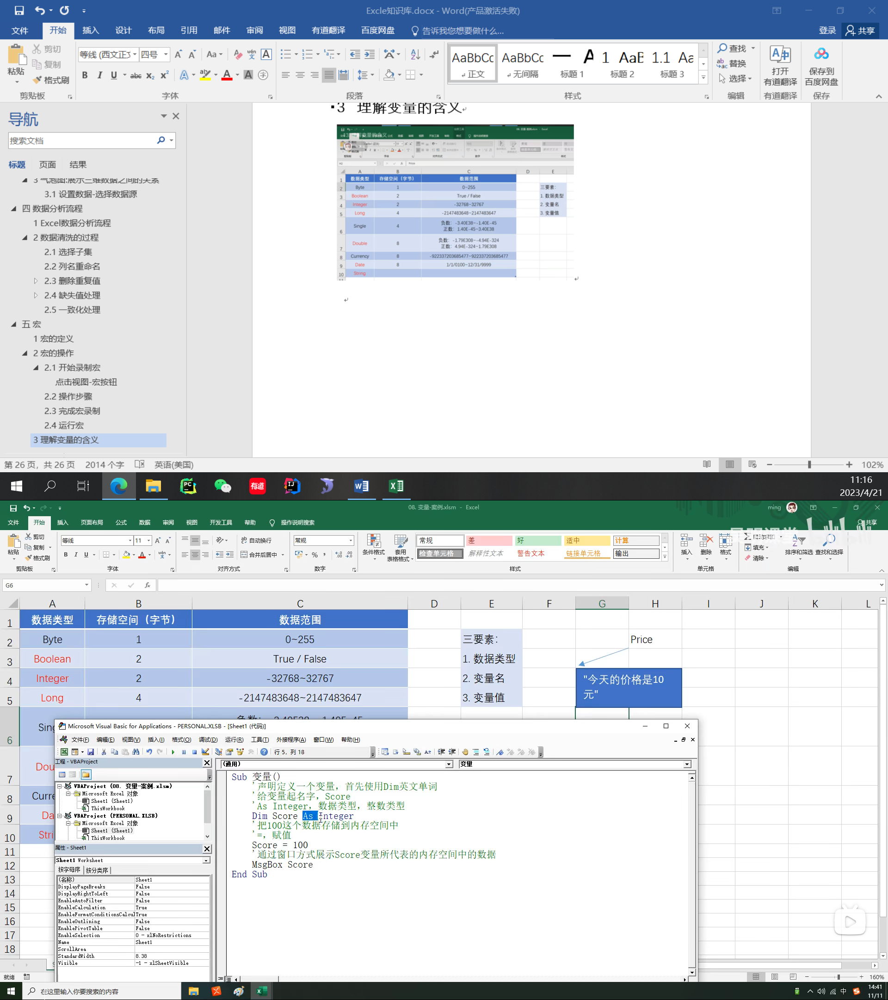 Excle知识库.docx - Word(产品激活失败)
文件 开始 插入 设计 布局 引用 邮件 审阅 视图 有道翻译 百度网盘 告诉我您想要做什么... 登录 共享
粘贴 剪切 复制 格式刷 剪贴板
等线 (西文正文 四号 Aa 字体
段落
AaBbCc 正文 AaBbCc 无间隔 标题 1 1 AaB 标题 2 1.1 Aa 标题 3 样式
查找 替换 选择 编辑
打开 有道翻译 有道翻译
保存到 百度网盘 保存
导航
搜索文档
标题 页面 结果
3 气泡图:展示三维数据之间的关系
3.1 设置数据-选择数据源
四 数据分析流程
1 Excel数据分析流程
2 数据清洗的过程
2.1 选择子集
2.2 列名重命名
2.3 删除重复值
2.4 缺失值处理
2.5 一致化处理
五 宏
1 宏的定义
2 宏的操作
2.1 开始录制宏
点击视图-宏按钮
2.2 操作步骤
2.3 完成宏录制
2.4 运行宏
3 理解变量的含义
3 理解变量的含义
A B C D E
1 数据类型 存储空间（字节） 数据范围
2 Byte 1 0~255 三要素：
3 Boolean 2 True / False 1. 数据类型
4 Integer 2 -32768~32767 2. 变量名
5 Long 4 -2147483648~2147483647 3. 变量值
6 Single 4 负数：-3.40E38~-1.40E-45
正数：1.40E-45~3.40E38
7 Double 8 负数：-1.79E308~-4.94E-324
正数：4.94E-324~1.79E308
8 Currency 8 -922337203685477~922337203685477
9 Date 8 1/1/0100~12/31/9999
10 String
第 26 页，共 26 页 2014 个字 英语(美国) 102%
11:16
2023/4/21
08. 变量-案例.xlsm - Excel ming
文件 开始 插入 页面布局 公式 数据 审阅 视图 开发工具 帮助 操作说明搜索 共享
粘贴 剪切 复制 格式刷 剪贴板
等线 11 字体
自动换行 合并后居中 对齐方式
常规 数字
条件格式 套用 表格格式
常规 差 好 适中 计算
检查单元格 解释性文本 警告文本 链接单元格 输出
样式
插入 删除 格式 单元格
填充 清除 排序和筛选 查找和选择 编辑
G6
A B C D E F G H I J K L
1 数据类型 存储空间（字节） 数据范围
2 Byte 1 0~255 三要素： Price
3 Boolean 2 True / False 1. 数据类型
4 Integer 2 -32768~32767 2. 变量名
"今天的价格是10
元"
5 Long 4 -2147483648~2147483647 3. 变量值
6
7
8
9
10
11
12
13
14
15
16
17
18
Microsoft Visual Basic for Applications - PERSONAL.XLSB - [Sheet1 (代码)]
文件(F) 编辑(E) 视图(V) 插入(I) 格式(O) 调试(D) 运行(R) 工具(T) 外接程序(A) 窗口(W) 帮助(H)
行 5, 列 18
工程 - VBAProject
VBAProject (08. 变量-案例.xlsm)
Microsoft Excel 对象
Sheet1 (Sheet1)
ThisWorkbook
VBAProject (PERSONAL.XLSB)
Microsoft Excel 对象
Sheet1 (Sheet1)
ThisWorkbook
属性 - Sheet1
Sheet1 Worksheet
按字母序 按分类序
(名称) Sheet1
DisplayPageBreaks False
DisplayRightToLeft False
EnableAutoFilter False
EnableCalculation True
EnableFormatConditionsCalcul True
EnableOutlining False
EnablePivotTable False
EnableSelection 0 - xlNoRestrictions
Name Sheet1
ScrollArea
StandardWidth 8.38
Visible -1 - xlSheetVisible
(通用) 变量
Sub 变量()
'声明定义一个变量，首先使用Dim英文单词
'给变量起名字，Score
'As Integer，数据类型，整数类型
Dim Score As Integer
'把100这个数据存储到内存空间中
'=，赋值
Score = 100
'通过窗口方式展示Score变量所代表的内存空间中的数据
MsgBox Score
End Sub
就绪 160%
在这里输入你要搜索的内容
中 14:41
11/11